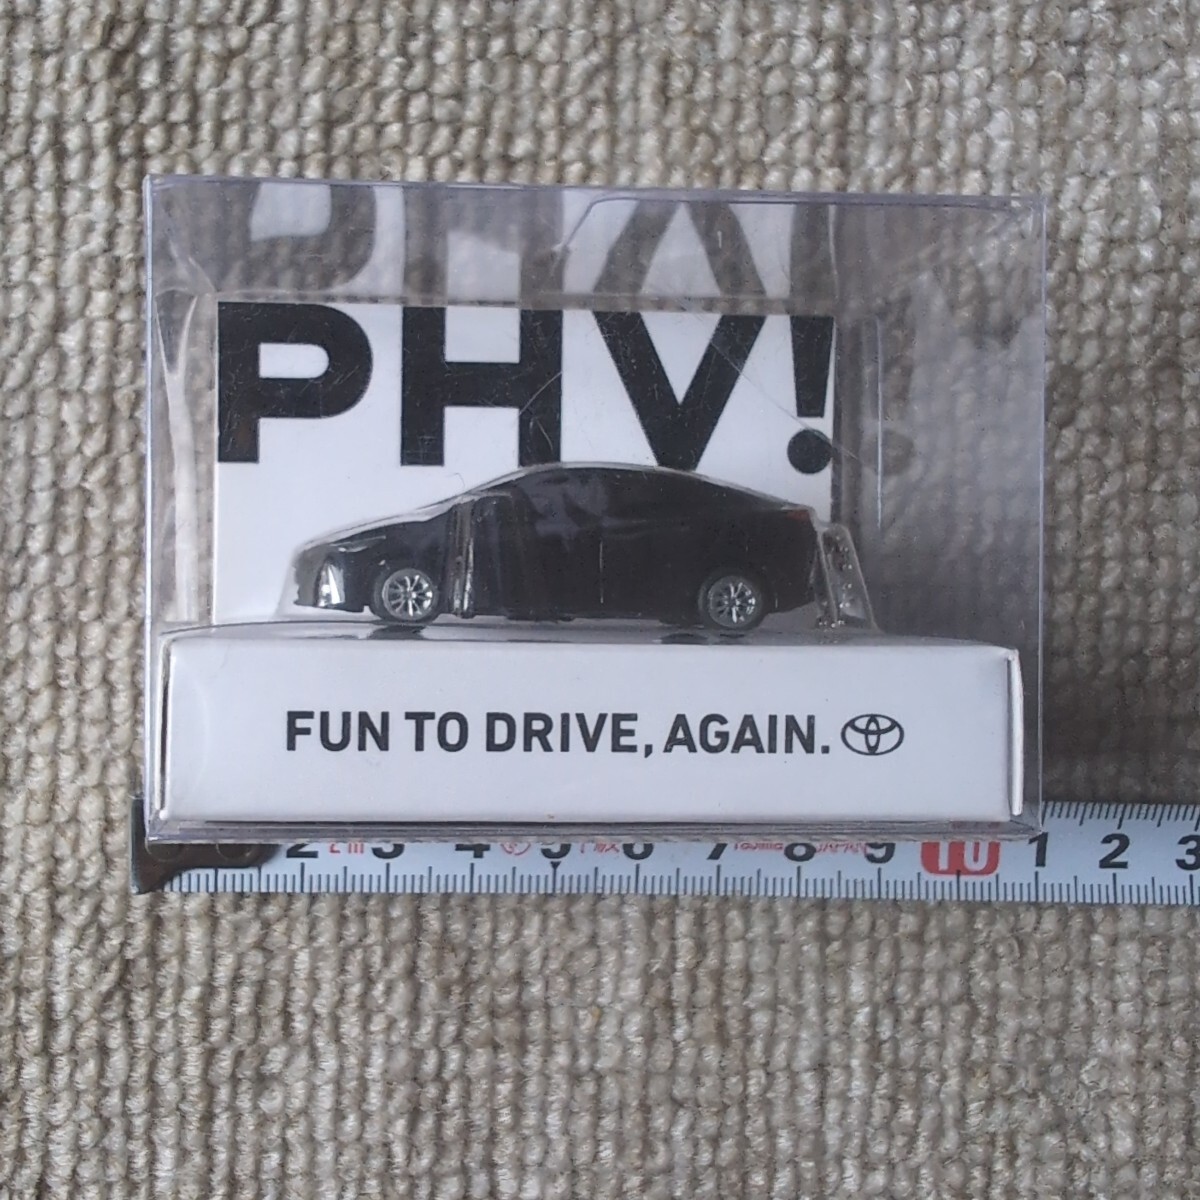 PHV!
FUN TO DRIVE, AGAIN.
2 3 4 5 6 7 8 9 10 1 2 3